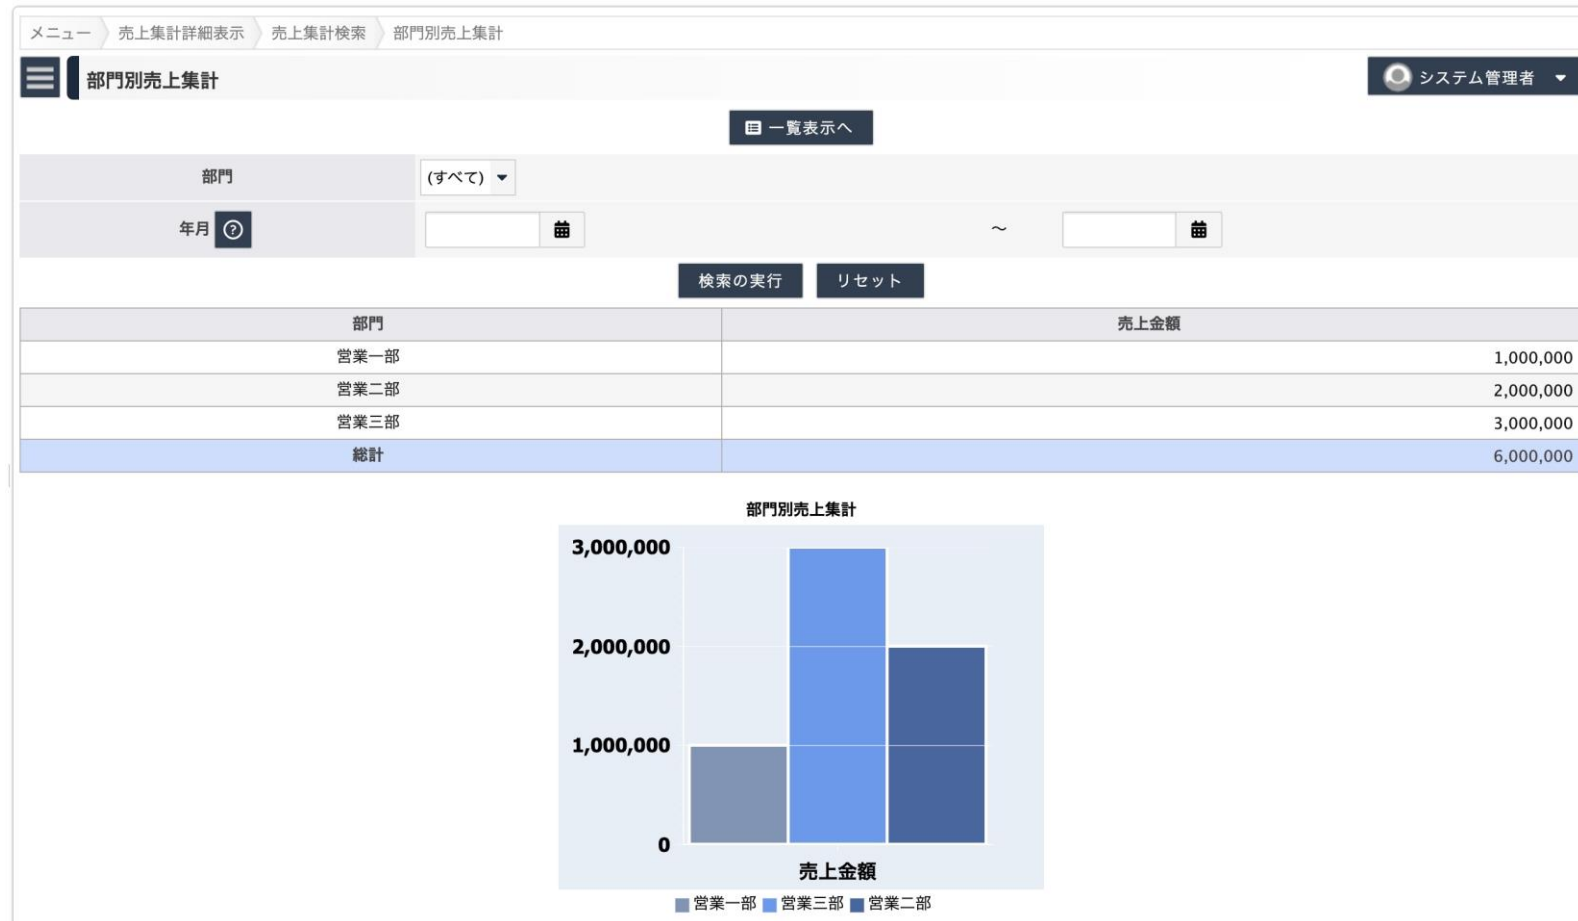 メニュー 売上集計詳細表示 売上集計検索 部門別売上集計
部門別売上集計 システム管理者
一覧表示へ
部門 (すべて)
年月 ? ～
検索の実行 リセット
部門 売上金額
営業一部 1,000,000
営業二部 2,000,000
営業三部 3,000,000
総計 6,000,000
部門別売上集計
3,000,000
2,000,000
1,000,000
0
売上金額
営業一部 営業三部 営業二部